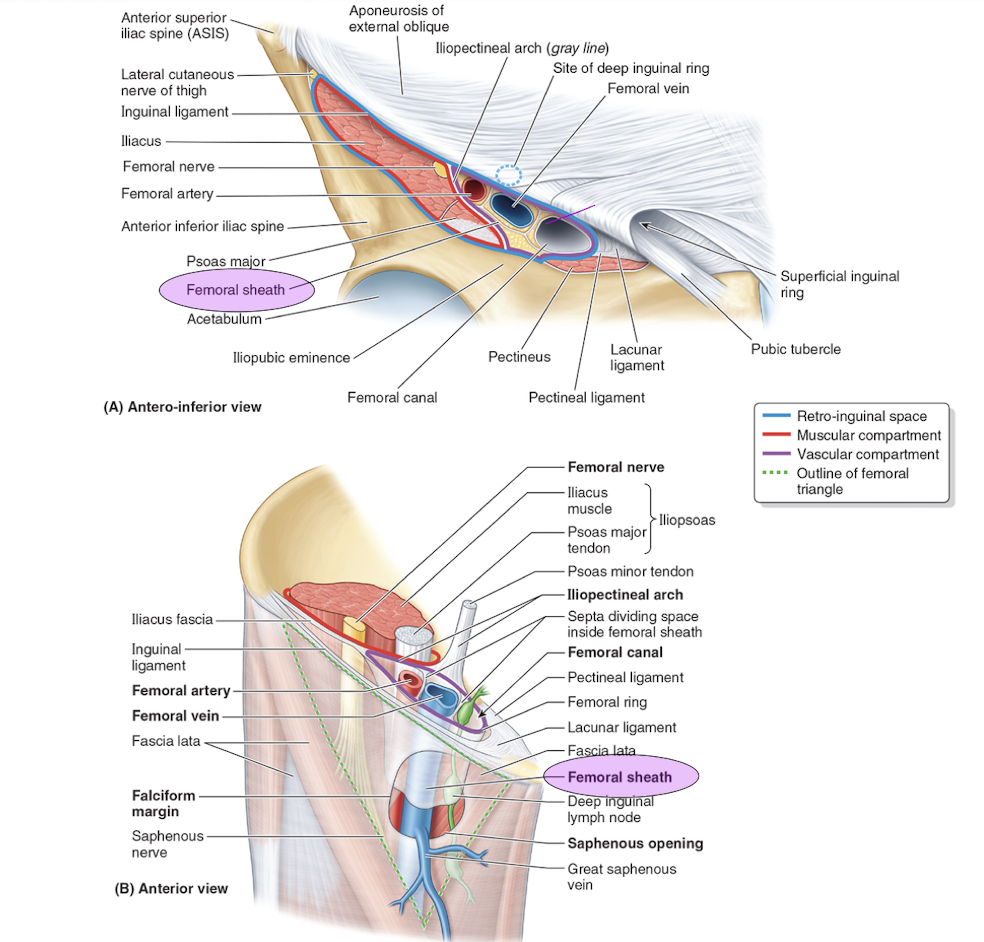 Anterior superior
iliac spine (ASIS)
Aponeurosis of
external oblique
Iliopectineal arch (gray line)
Site of deep inguinal ring
Femoral vein
Lateral cutaneous
nerve of thigh
Inguinal ligament
Iliacus
Femoral nerve
Femoral artery
Anterior inferior iliac spine
Psoas major
Femoral sheath
Acetabulum
Iliopubic eminence
Femoral canal
Pectineus
Pectineal ligament
Lacunar
ligament
Pubic tubercle
Superficial inguinal
ring
(A) Antero-inferior view
Retro-inguinal space
Muscular compartment
Vascular compartment
Outline of femoral
triangle
Femoral nerve
Iliacus
muscle
Psoas major
tendon
Iliopsoas
Psoas minor tendon
Iliopectineal arch
Septa dividing space
inside femoral sheath
Femoral canal
Pectineal ligament
Femoral ring
Lacunar ligament
Fascia lata
Femoral sheath
Deep inguinal
lymph node
Saphenous opening
Great saphenous
vein
Iliacus fascia
Inguinal
ligament
Femoral artery
Femoral vein
Fascia lata
Falciform
margin
Saphenous
nerve
(B) Anterior view